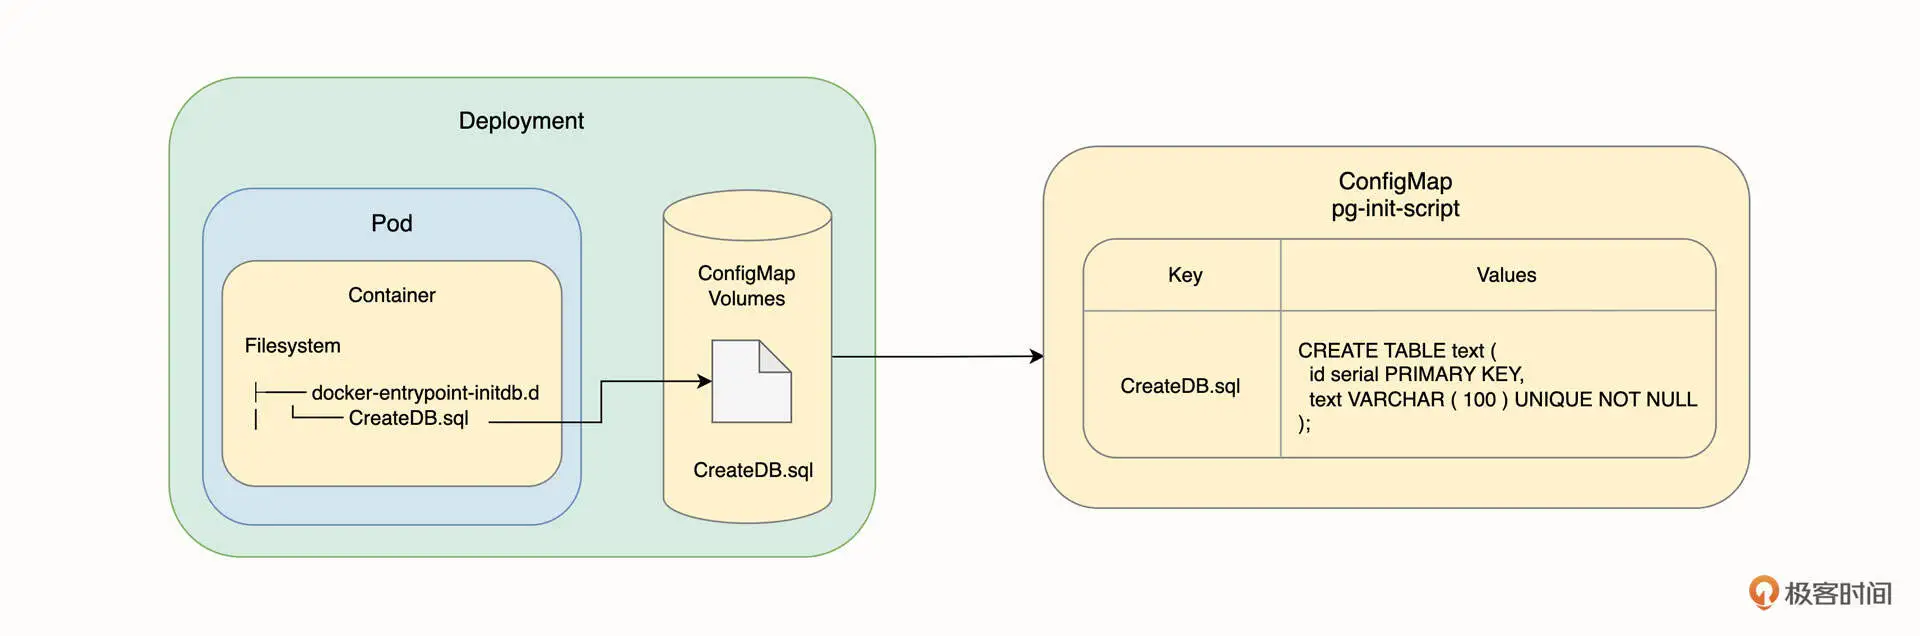 Deployment
Pod
Container
Filesystem
docker-entrypoint-initdb.d
CreateDB.sql
ConfigMap
Volumes
CreateDB.sql
ConfigMap
pg-init-script
Key
Values
CreateDB.sql
CREATE TABLE text (
id serial PRIMARY KEY,
text VARCHAR ( 100 ) UNIQUE NOT NULL
);
极客时间